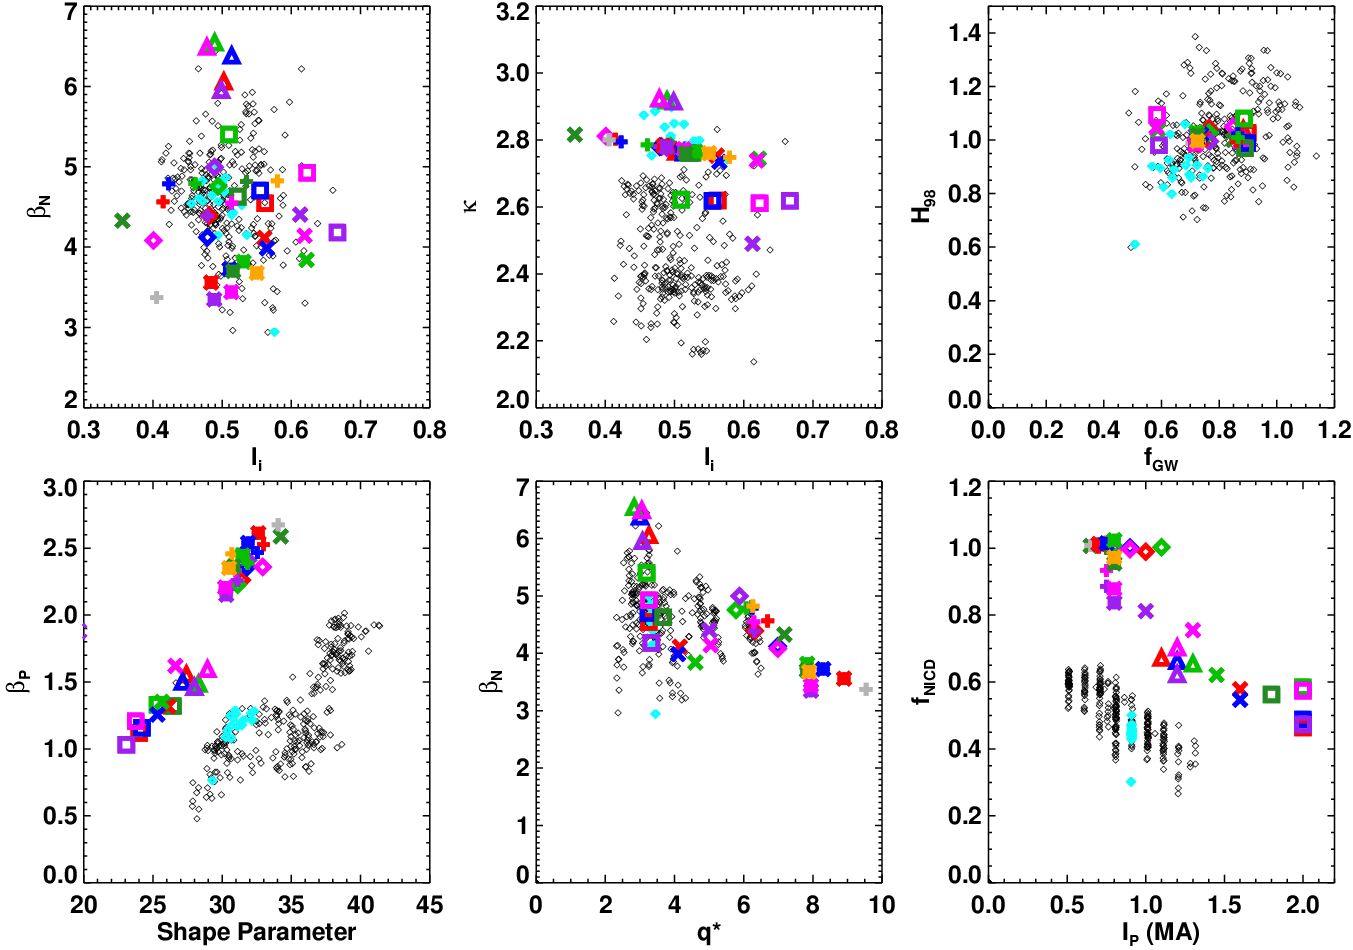 7
6
5
4
3
2
β_N
0.3 0.4 0.5 0.6 0.7 0.8
l_i
3.2
3.0
2.8
2.6
2.4
2.2
2.0
κ
0.3 0.4 0.5 0.6 0.7 0.8
l_i
1.4
1.2
1.0
0.8
0.6
0.4
0.2
0.0
H_98
0.0 0.2 0.4 0.6 0.8 1.0 1.2
f_GW
3.0
2.5
2.0
1.5
1.0
0.5
0.0
β_P
20 25 30 35 40 45
Shape Parameter
7
6
5
4
3
2
1
0
β_N
0 2 4 6 8 10
q*
1.2
1.0
0.8
0.6
0.4
0.2
0.0
f_NICD
0.0 0.5 1.0 1.5 2.0
I_P (MA)